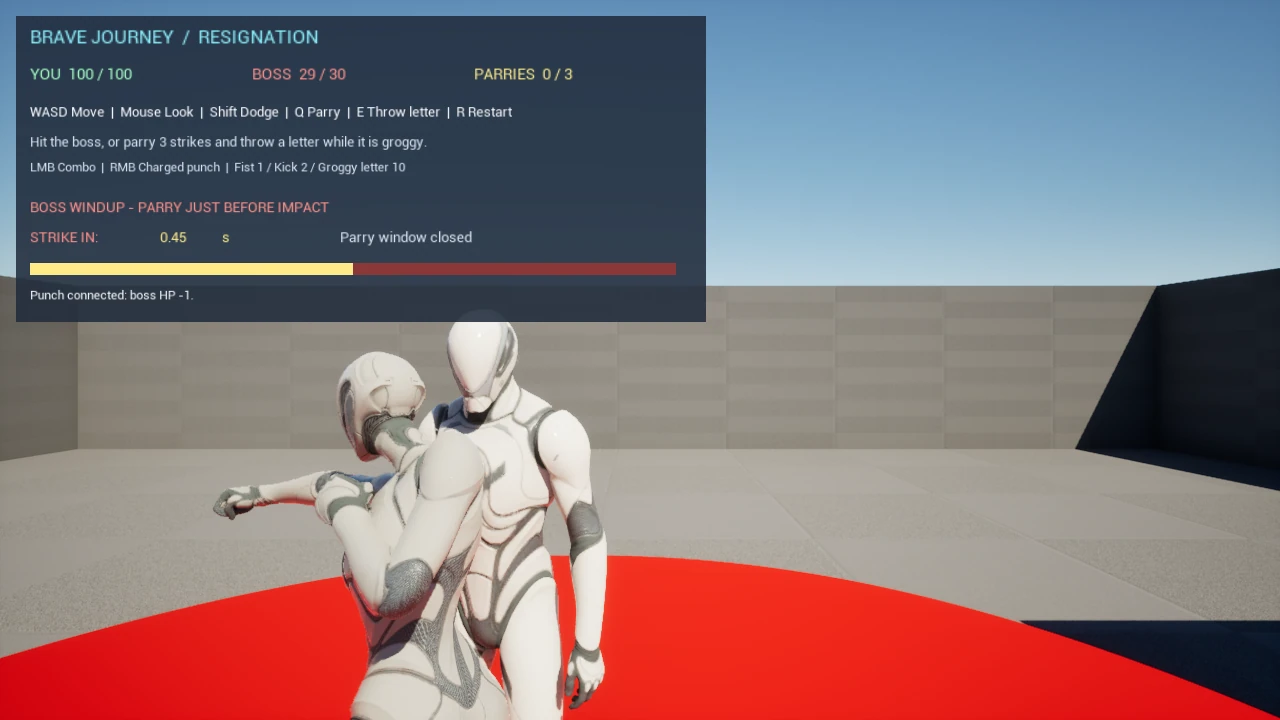 BRAVE JOURNEY / RESIGNATION
YOU 100 / 100 BOSS 29 / 30 PARRIES 0 / 3
WASD Move | Mouse Look | Shift Dodge | Q Parry | E Throw letter | R Restart
Hit the boss, or parry 3 strikes and throw a letter while it is groggy.
LMB Combo | RMB Charged punch | Fist 1 / Kick 2 / Groggy letter 10
BOSS WINDUP - PARRY JUST BEFORE IMPACT
STRIKE IN: 0.45 s Parry window closed
Punch connected: boss HP -1.